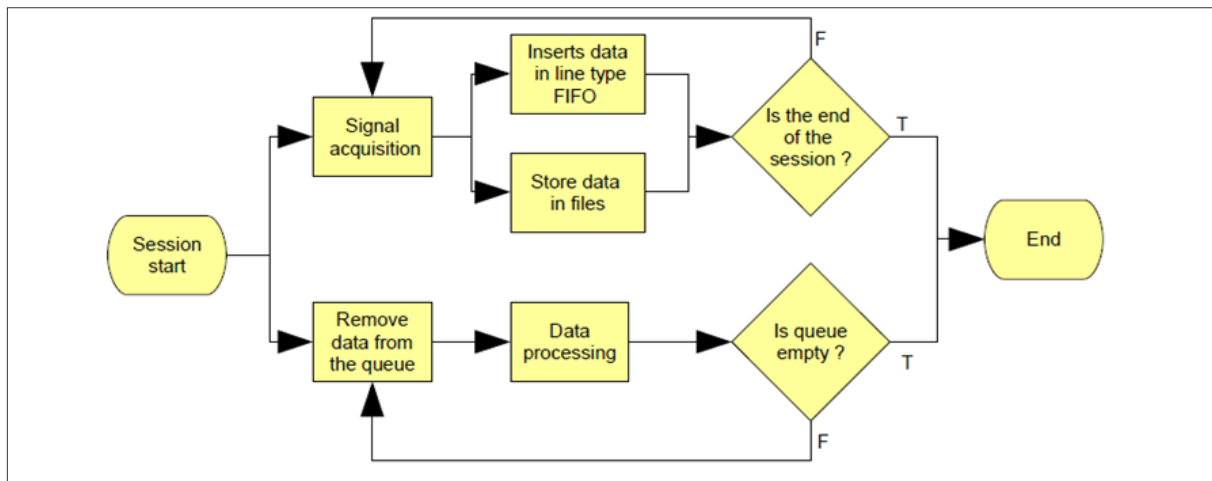 F
Inserts data
in line type
FIFO
Signal
acquisition
Is the end
of the
session ?
T
Store data
in files
Session
start
End
Remove
data from
the queue
Data
processing
Is queue
empty ?
T
F